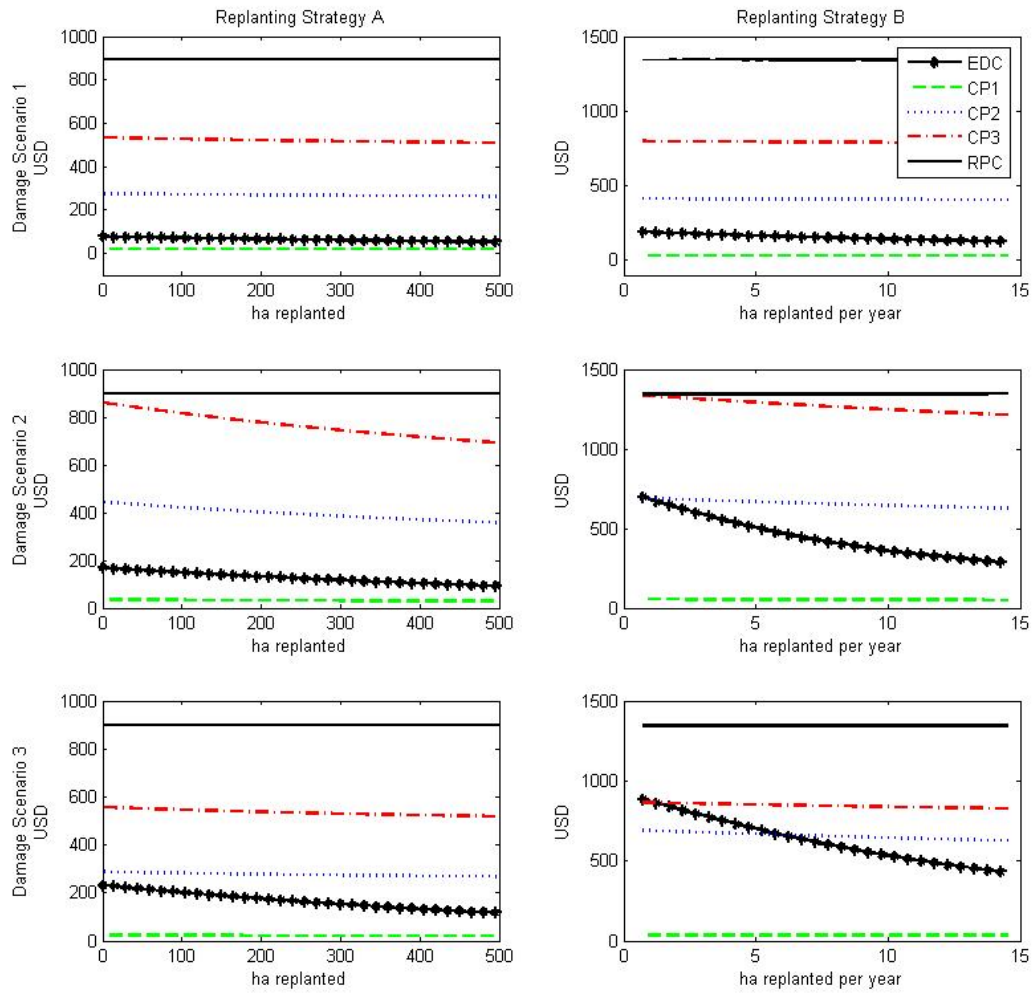 Replanting Strategy A
Replanting Strategy B
Damage Scenario 1
USD
1000
800
600
400
200
0
0 100 200 300 400 500
ha replanted
USD
1500
1000
500
0
0 5 10 15
ha replanted per year
EDC
CP1
CP2
CP3
RPC
Damage Scenario 2
USD
1000
800
600
400
200
0
0 100 200 300 400 500
ha replanted
USD
1500
1000
500
0
0 5 10 15
ha replanted per year
Damage Scenario 3
USD
1000
800
600
400
200
0
0 100 200 300 400 500
ha replanted
USD
1500
1000
500
0
0 5 10 15
ha replanted per year